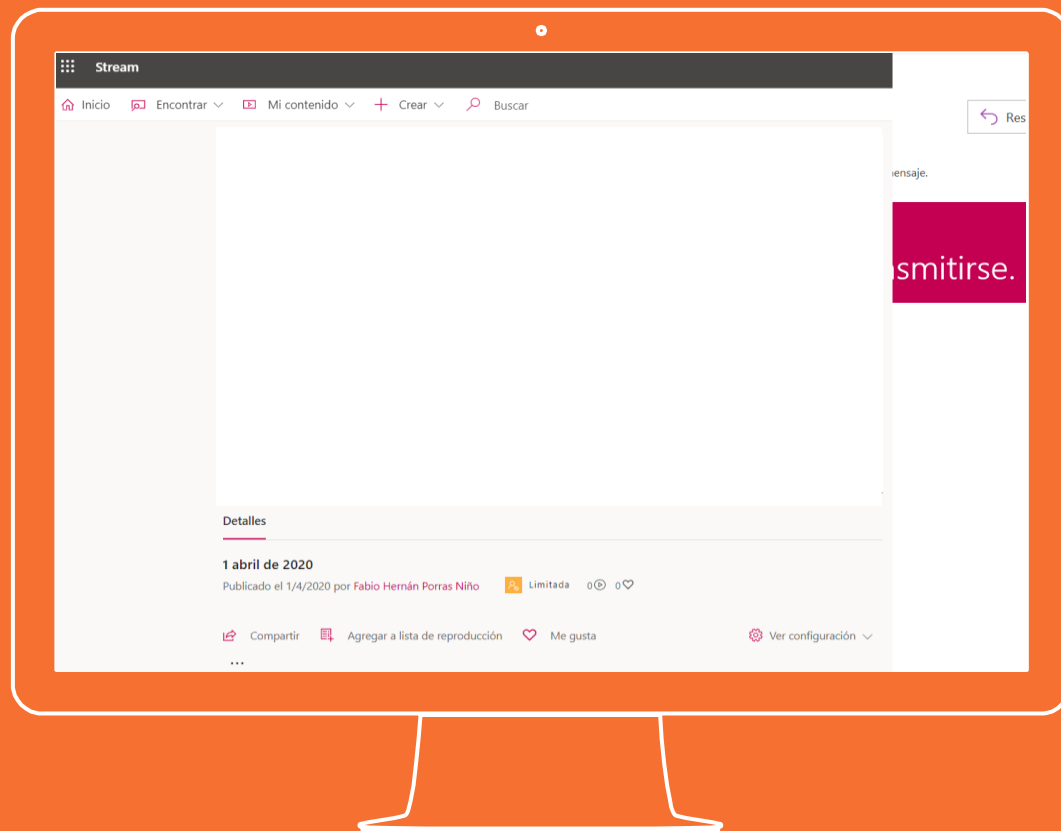 Stream
Inicio Encontrar Mi contenido Crear Buscar
Res
ensaje.
smitirse.
Detalles
1 abril de 2020
Publicado el 1/4/2020 por Fabio Hernán Porras Niño Limitada 0 0
Compartir Agregar a lista de reproducción Me gusta Ver configuración
...